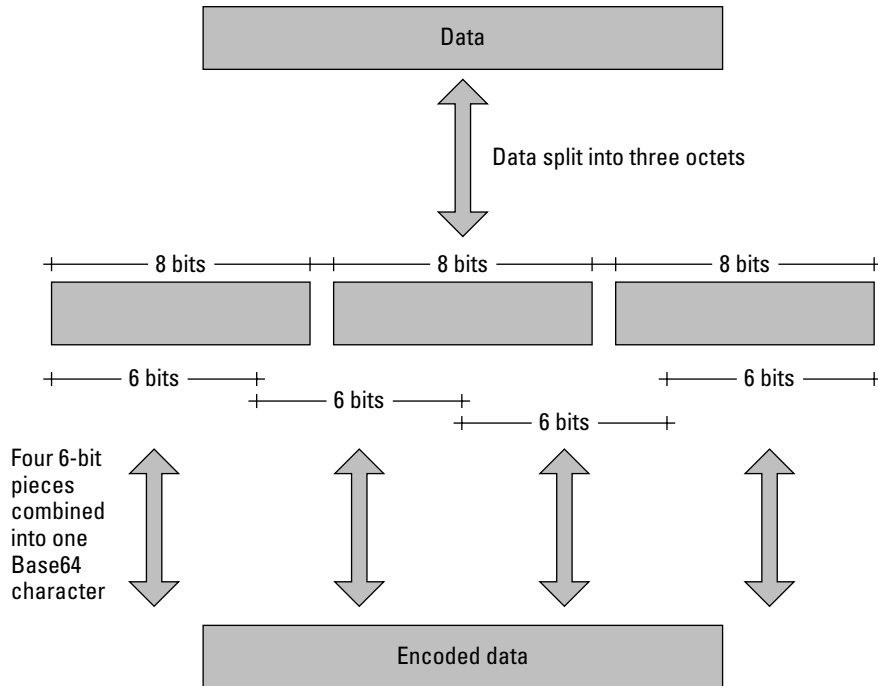 Data
Data split into three octets
8 bits
8 bits
8 bits
6 bits
6 bits
6 bits
6 bits
Four 6-bit
pieces
combined
into one
Base64
character
Encoded data